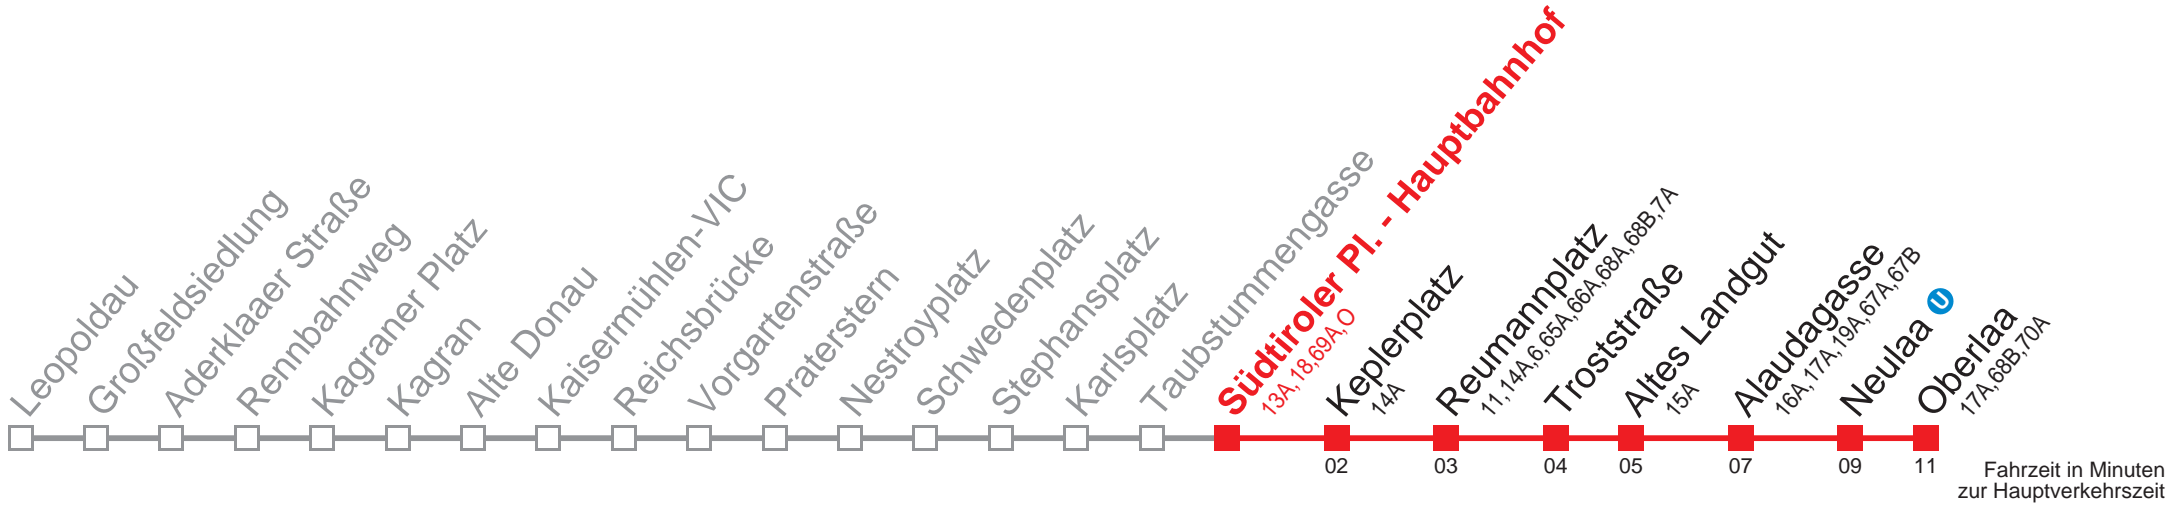 Leopoldau
Großfeldsiedlung
Aderklaaer Straße
Rennbahnweg
Kagraner Platz
Kagran
Alte Donau
Kaisermühlen-VIC
Reichsbrücke
Vorgartenstraße
Praterstern
Nestroyplatz
Schwedenplatz
Stephansplatz
Karlsplatz
Taubstummengasse
Südtiroler Pl. - Hauptbahnhof
13A,18,69A,O
Keplerplatz
14A
02
Reumannplatz
11,14A,6,65A,66A,68A,68B,7A
03
Troststraße
04
Altes Landgut
15A
05
Alaudagasse
16A,17A,19A,67A,67B
07
Neulaa U
09
Oberlaa
17A,68B,70A
11
Fahrzeit in Minuten
zur Hauptverkehrszeit